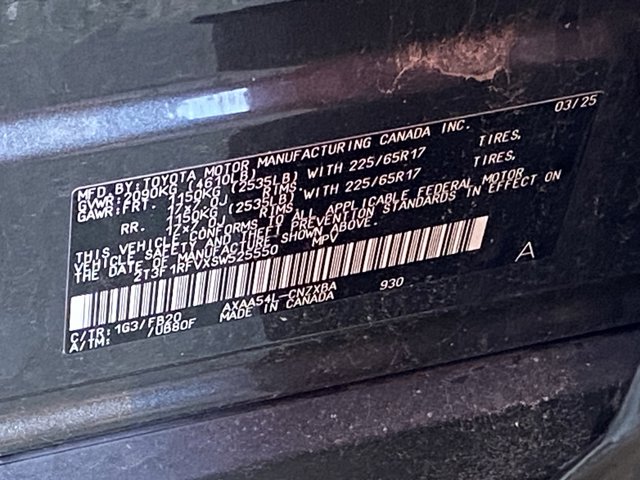 MFD. BY: TOYOTA MOTOR MANUFACTURING CANADA INC. 03/25
GVWR: 2090KG (4610LB)
GAWR: FRT. 1150KG (2535LB) WITH 225/65R17 TIRES,
17x7.0J RIMS.
RR. 1150KG (2535LB) WITH 225/65R17 TIRES,
17x7.0J RIMS
THIS VEHICLE CONFORMS TO ALL APPLICABLE FEDERAL MOTOR
VEHICLE SAFETY AND THEFT PREVENTION STANDARDS IN EFFECT ON
THE DATE OF MANUFACTURE SHOWN ABOVE.
2T3F1RFVXSW525550 MPV
A
C/TR: 1G3/FB20 AXAA54L-CNZXBA 930
A/TM: /UB80F MADE IN CANADA